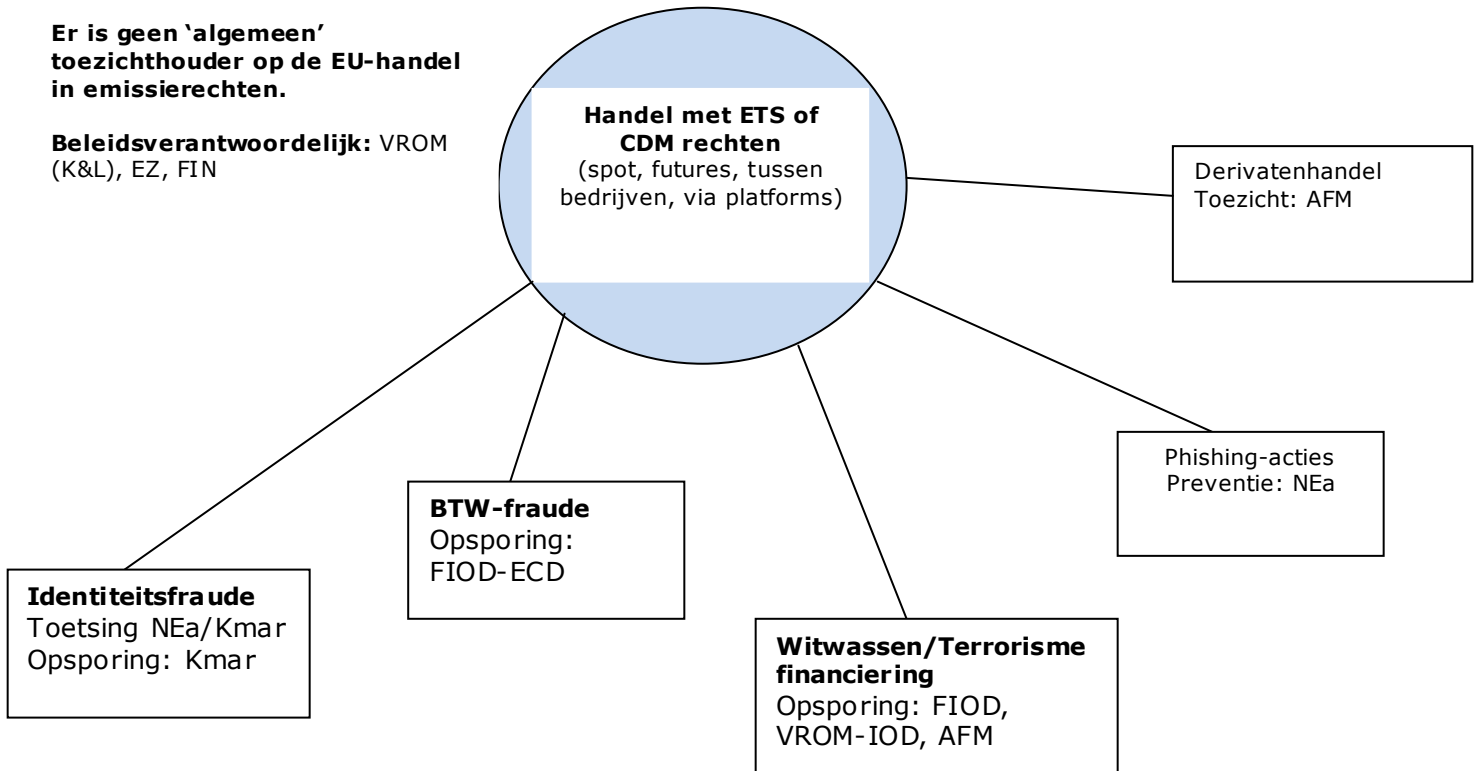 Er is geen ‘algemeen’
toezichthouder op de EU-handel
in emissierechten.
Beleidsverantwoordelijk: VROM
(K&L), EZ, FIN
Handel met ETS of
CDM rechten
(spot, futures, tussen
bedrijven, via platforms)
Derivatenhandel
Toezicht: AFM
Phishing-acties
Preventie: NEa
BTW-fraude
Opsporing:
FIOD-ECD
Identiteitsfraude
Toetsing NEa/Kmar
Opsporing: Kmar
Witwassen/Terrorisme
financiering
Opsporing: FIOD,
VROM-IOD, AFM